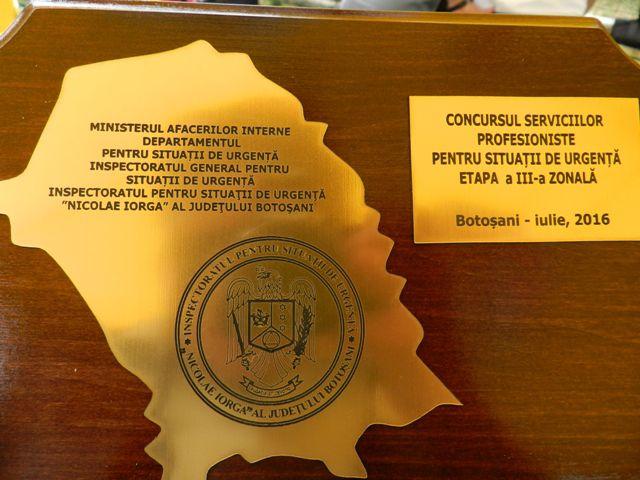 MINISTERUL AFACERILOR INTERNE
DEPARTAMENTUL
PENTRU SITUAȚII DE URGENȚĂ
INSPECTORATUL GENERAL PENTRU
SITUAȚII DE URGENȚĂ
INSPECTORATUL PENTRU SITUAȚII DE URGENȚĂ
”NICOLAE IORGA” AL JUDEȚULUI BOTOȘANI
INSPECTORATUL PENTRU SITUAȚII DE URGENȚĂ
”NICOLAE IORGA” AL JUDEȚULUI BOTOȘANI
CONCURSUL SERVICIILOR
PROFESIONISTE
PENTRU SITUAȚII DE URGENȚĂ
ETAPA a III-a ZONALĂ
Botoșani - iulie, 2016